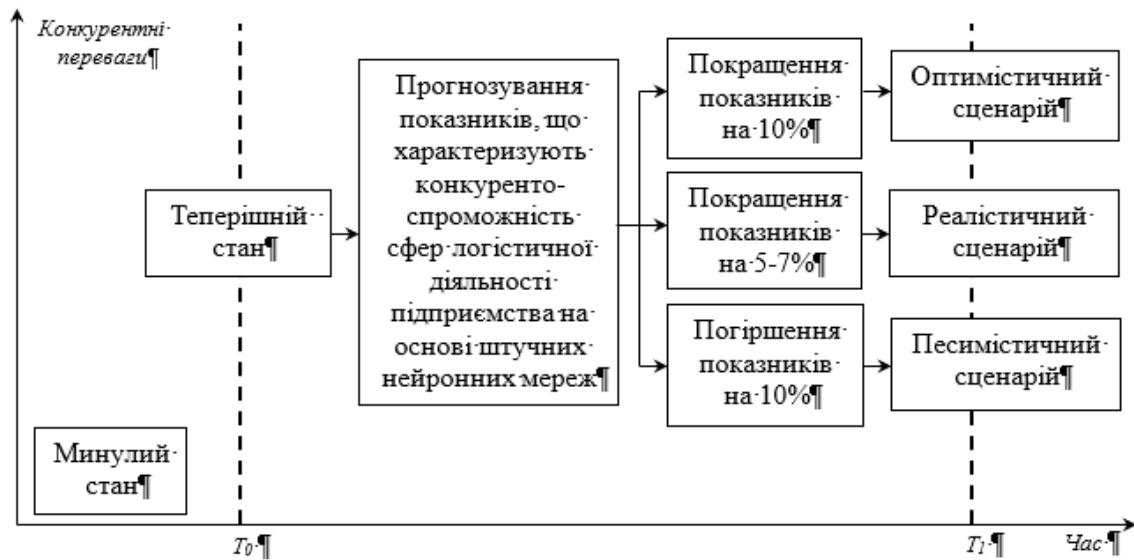 Конкурентні·
переваги¶
Теперішній··
стан¶
Минулий·
стан¶
Прогнозування·
показників,·що·
характеризують·
конкуренто-
спроможність·
сфер·логістичної·
діяльності·
підприємства·на·
основі·штучних·
нейронних·мереж¶
Покращення·
показників·
на·10%¶
Оптимістичний·
сценарій¶
Покращення·
показників·
на·5-7%¶
Реалістичний·
сценарій¶
Погіршення·
показників·
на·10%¶
Песимістичний·
сценарій¶
T0·¶
T1·¶
Час·¶